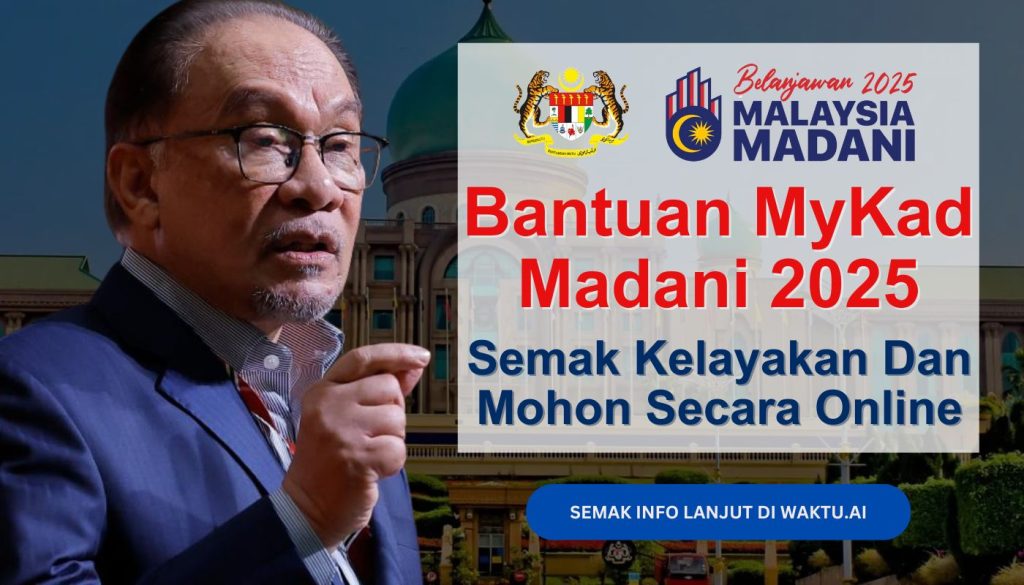 Belanjawan 2025
MALAYSIA
MADANI
Bantuan MyKad
Madani 2025
Semak Kelayakan Dan
Mohon Secara Online
SEMAK INFO LANJUT DI WAKTU.AI